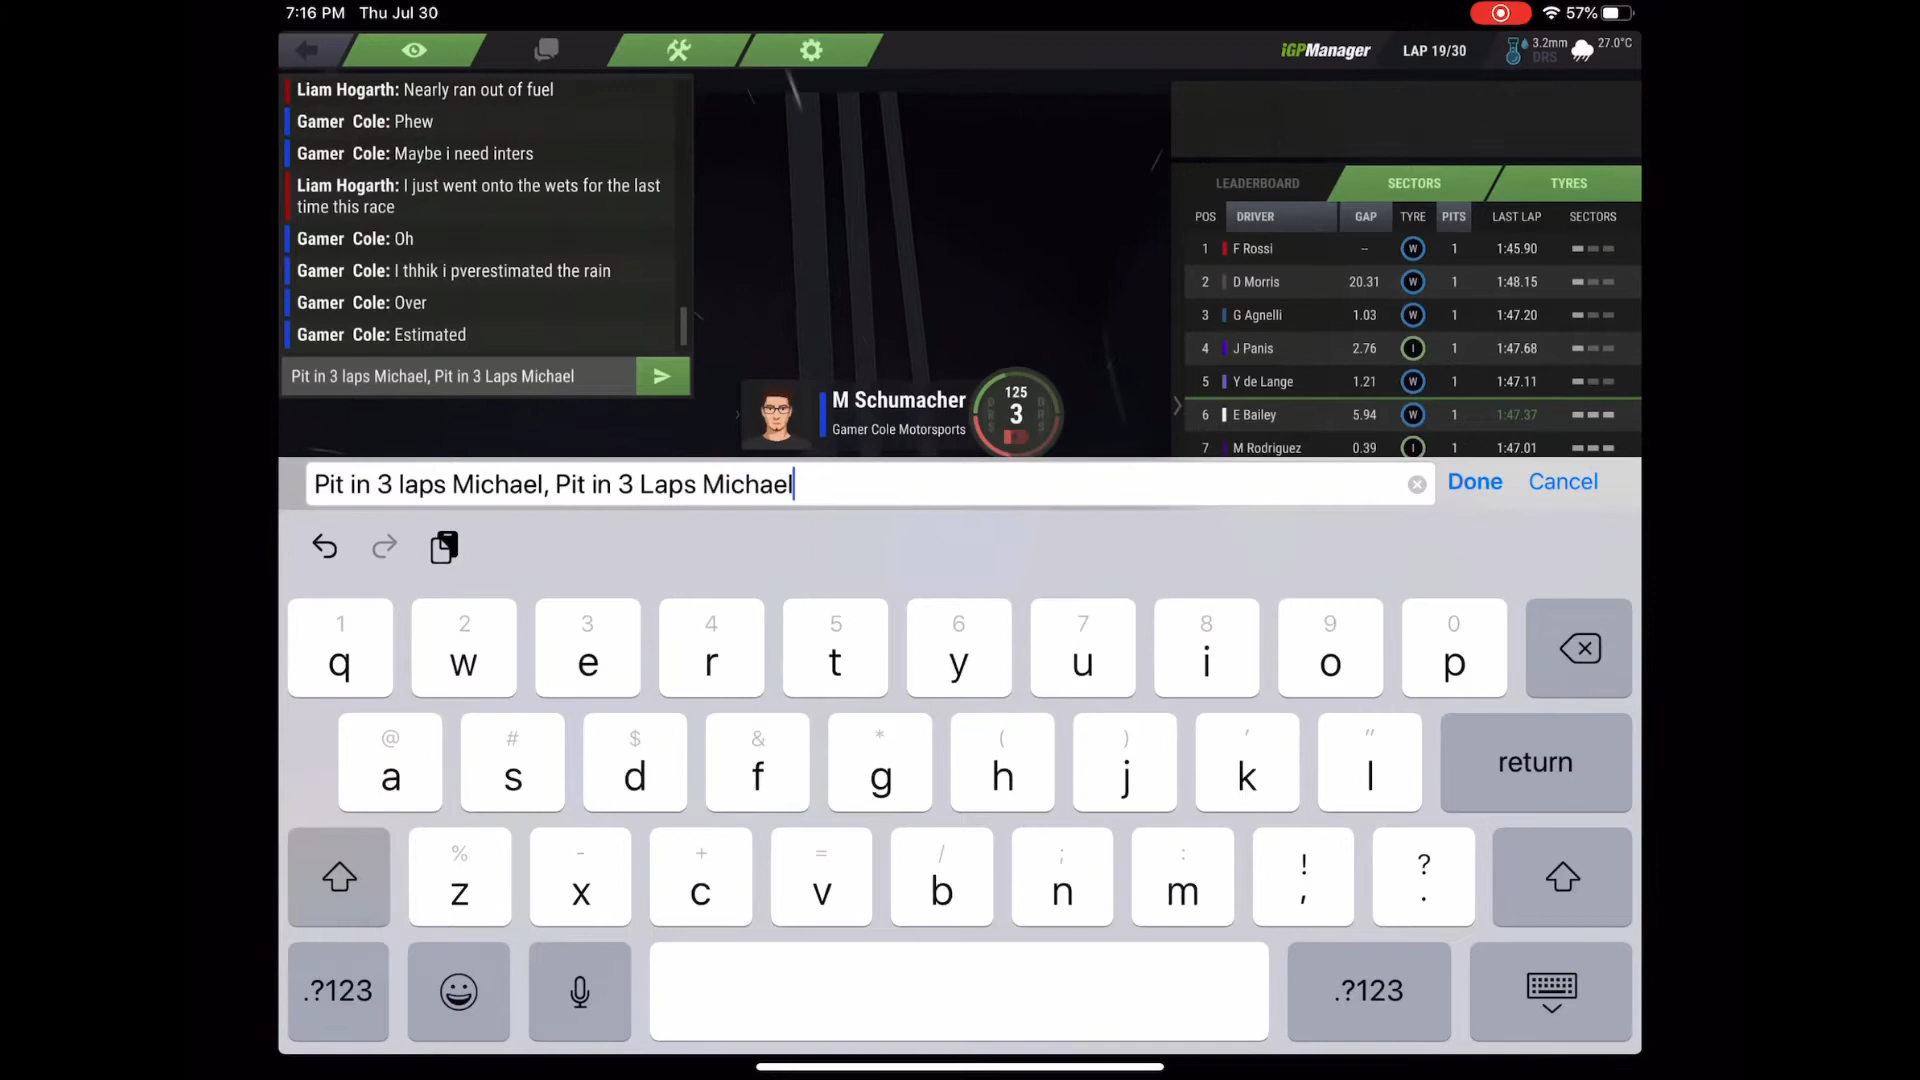 7:16 PM Thu Jul 30
57%
iGPManager
LAP 19/30
3.2mm
DRS
27.0°C
Liam Hogarth: Nearly ran out of fuel
Gamer Cole: Phew
Gamer Cole: Maybe i need inters
Liam Hogarth: I just went onto the wets for the last
time this race
Gamer Cole: Oh
Gamer Cole: I thhik i pverestimated the rain
Gamer Cole: Over
Gamer Cole: Estimated
Pit in 3 laps Michael, Pit in 3 Laps Michael
M Schumacher
Gamer Cole Motorsports
125
3
DRS
DRS
LEADERBOARD SECTORS TYRES
POS DRIVER GAP TYRE PITS LAST LAP SECTORS
1 F Rossi -- W 1 1:45.90
2 D Morris 20.31 W 1 1:48.15
3 G Agnelli 1.03 W 1 1:47.20
4 J Panis 2.76 I 1 1:47.68
5 Y de Lange 1.21 W 1 1:47.11
6 E Bailey 5.94 W 1 1:47.37
7 M Rodriguez 0.39 I 1 1:47.01
Pit in 3 laps Michael, Pit in 3 Laps Michael
Done Cancel
1 2 3 4 5 6 7 8 9 0
q w e r t y u i o p
@ # $ & * ( ) ' "
a s d f g h j k l return
% - + = / ; : ! ?
z x c v b n m , .
.?123 .?123